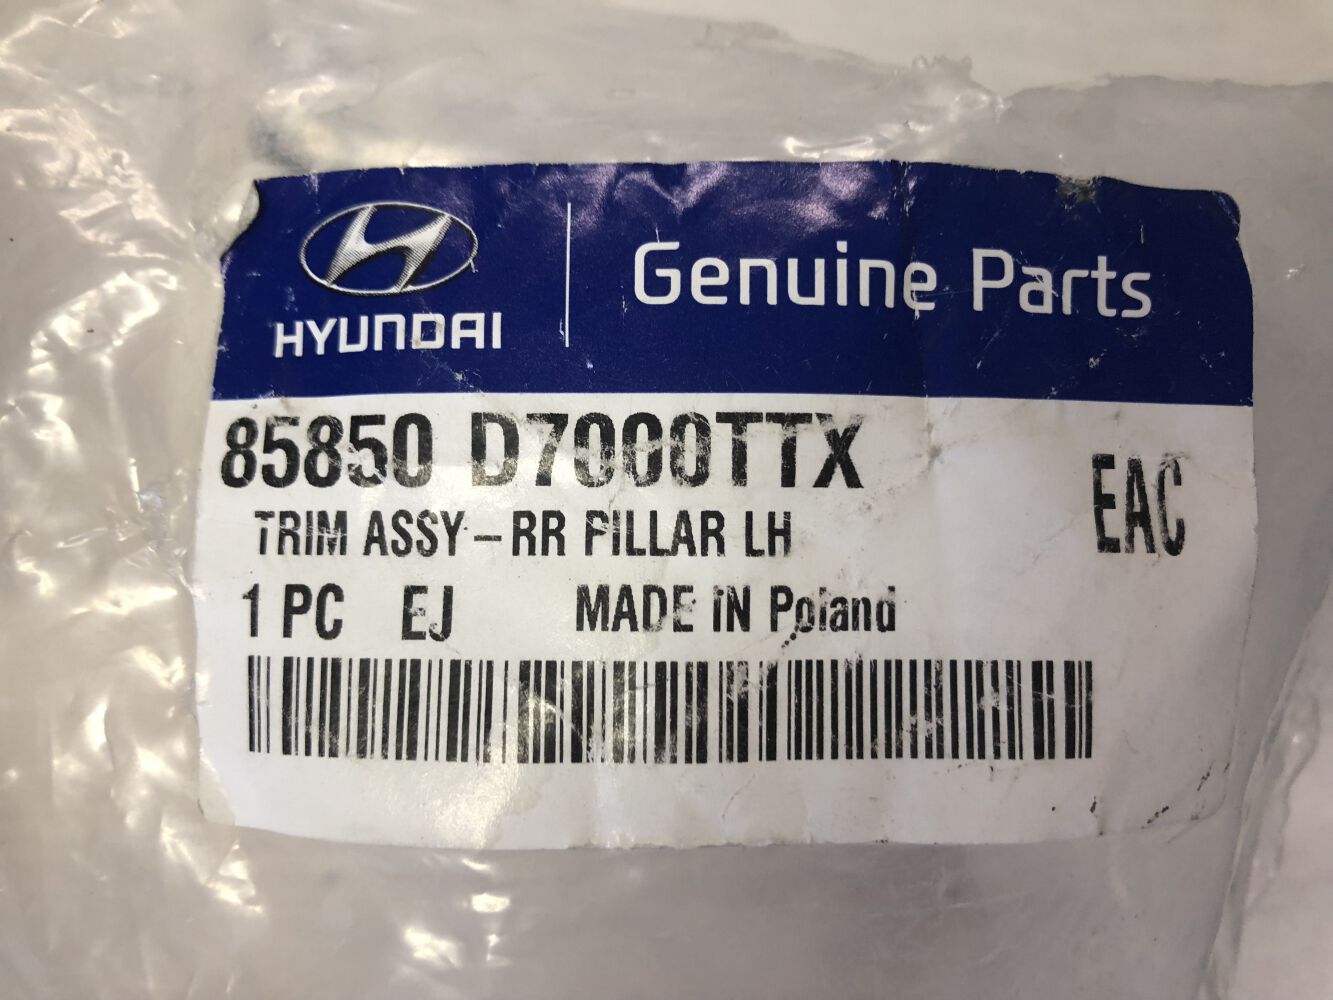 HYUNDAI
Genuine Parts
85850 D7000TTX
TRIM ASSY-RR PILLAR LH
EAC
1 PC EJ MADE IN Poland